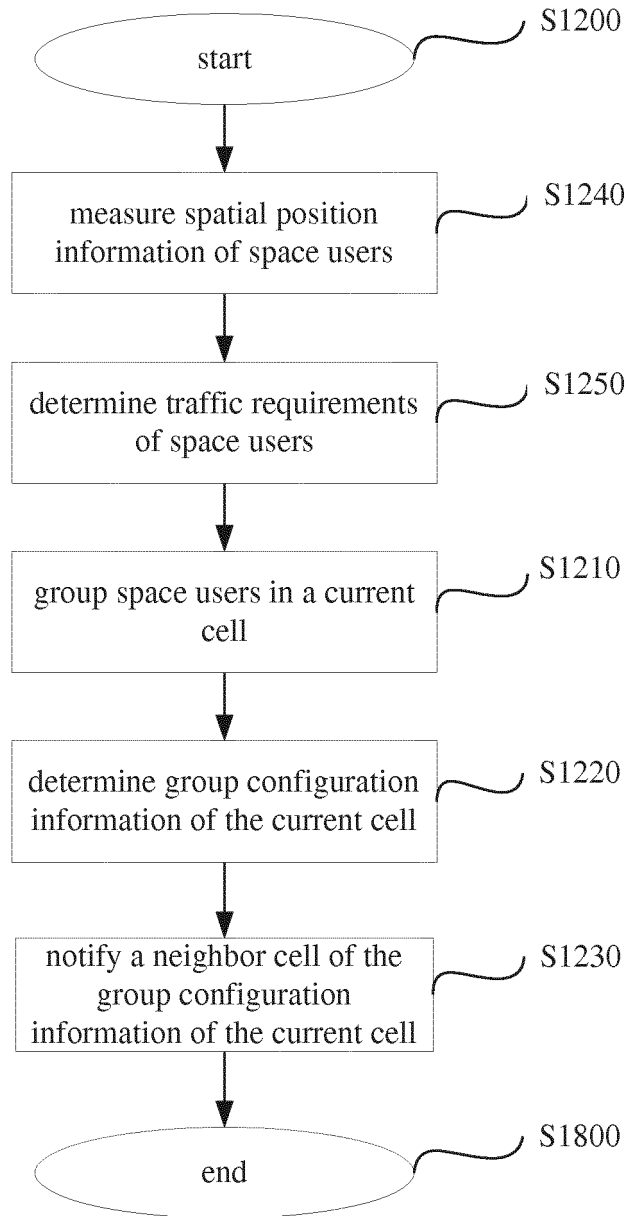 S1200
start
S1240
measure spatial position
information of space users
S1250
determine traffic requirements
of space users
S1210
group space users in a current
cell
S1220
determine group configuration
information of the current cell
S1230
notify a neighbor cell of the
group configuration
information of the current cell
S1800
end